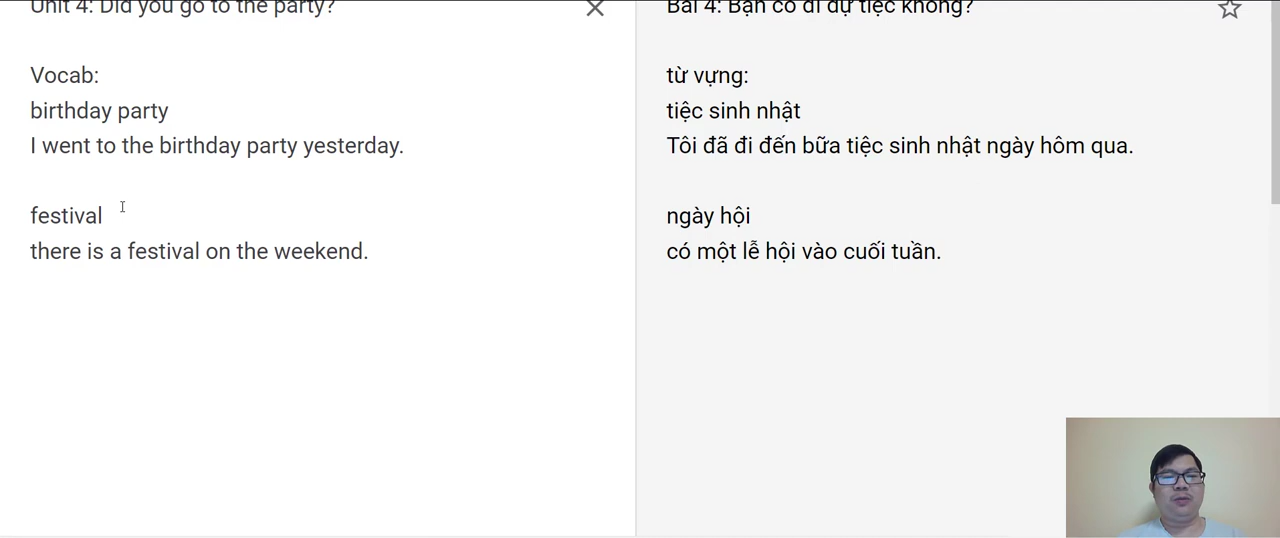 Unit 4: Did you go to the party?
Vocab:
birthday party
I went to the birthday party yesterday.
festival
there is a festival on the weekend.
Bài 4: Bạn có đi dự tiệc không?
từ vựng:
tiệc sinh nhật
Tôi đã đi đến bữa tiệc sinh nhật ngày hôm qua.
ngày hội
có một lễ hội vào cuối tuần.